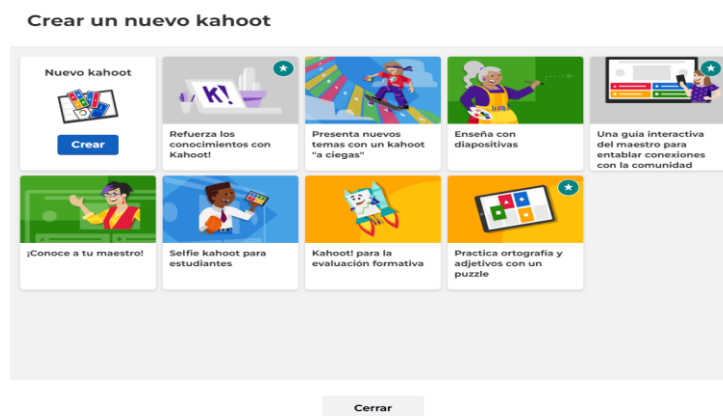 Crear un nuevo kahoot
Nuevo kahoot
Crear
K!
Refuerza los
conocimientos con
Kahoot!
Presenta nuevos
temas con un kahoot
"a ciegas"
Enseña con
diapositivas
Una guía interactiva
del maestro para
entablar conexiones
con la comunidad
¡Conoce a tu maestro!
Selfie kahoot para
estudiantes
Kahoot! para la
evaluación formativa
Practica ortografía y
adjetivos con un
puzzle
Cerrar